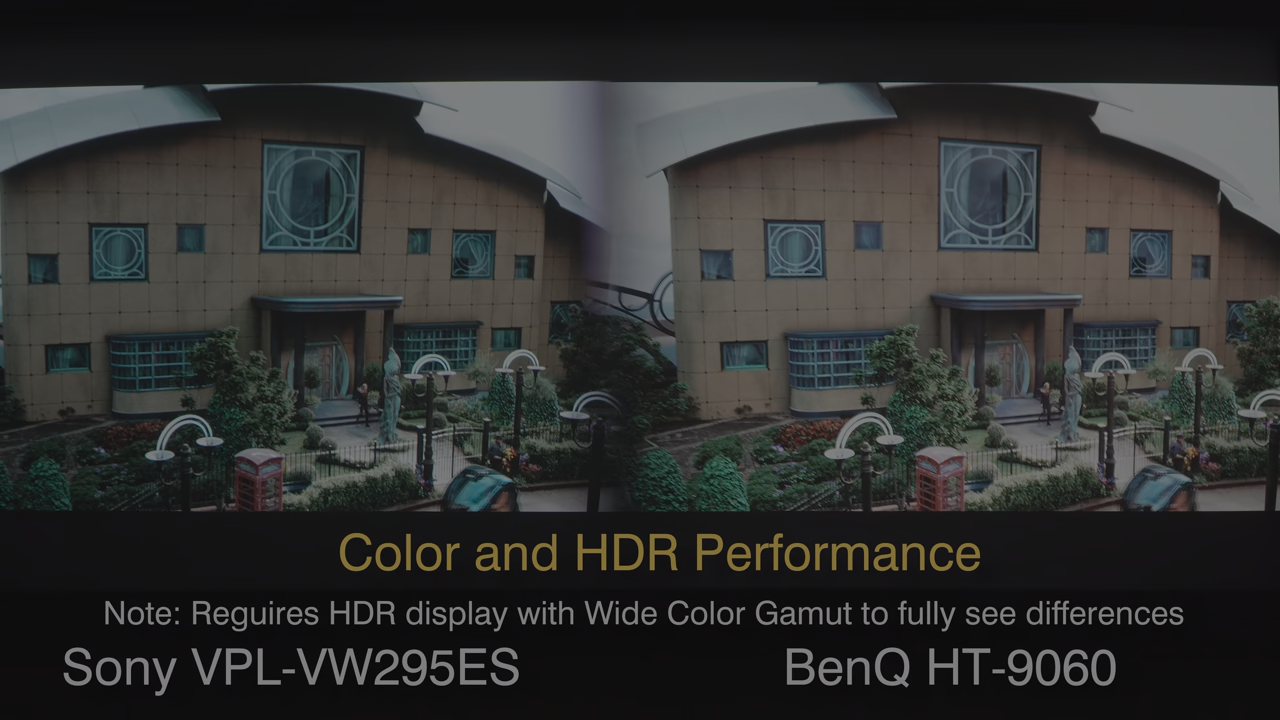 Color and HDR Performance
Note: Reguires HDR display with Wide Color Gamut to fully see differences
Sony VPL-VW295ES
BenQ HT-9060